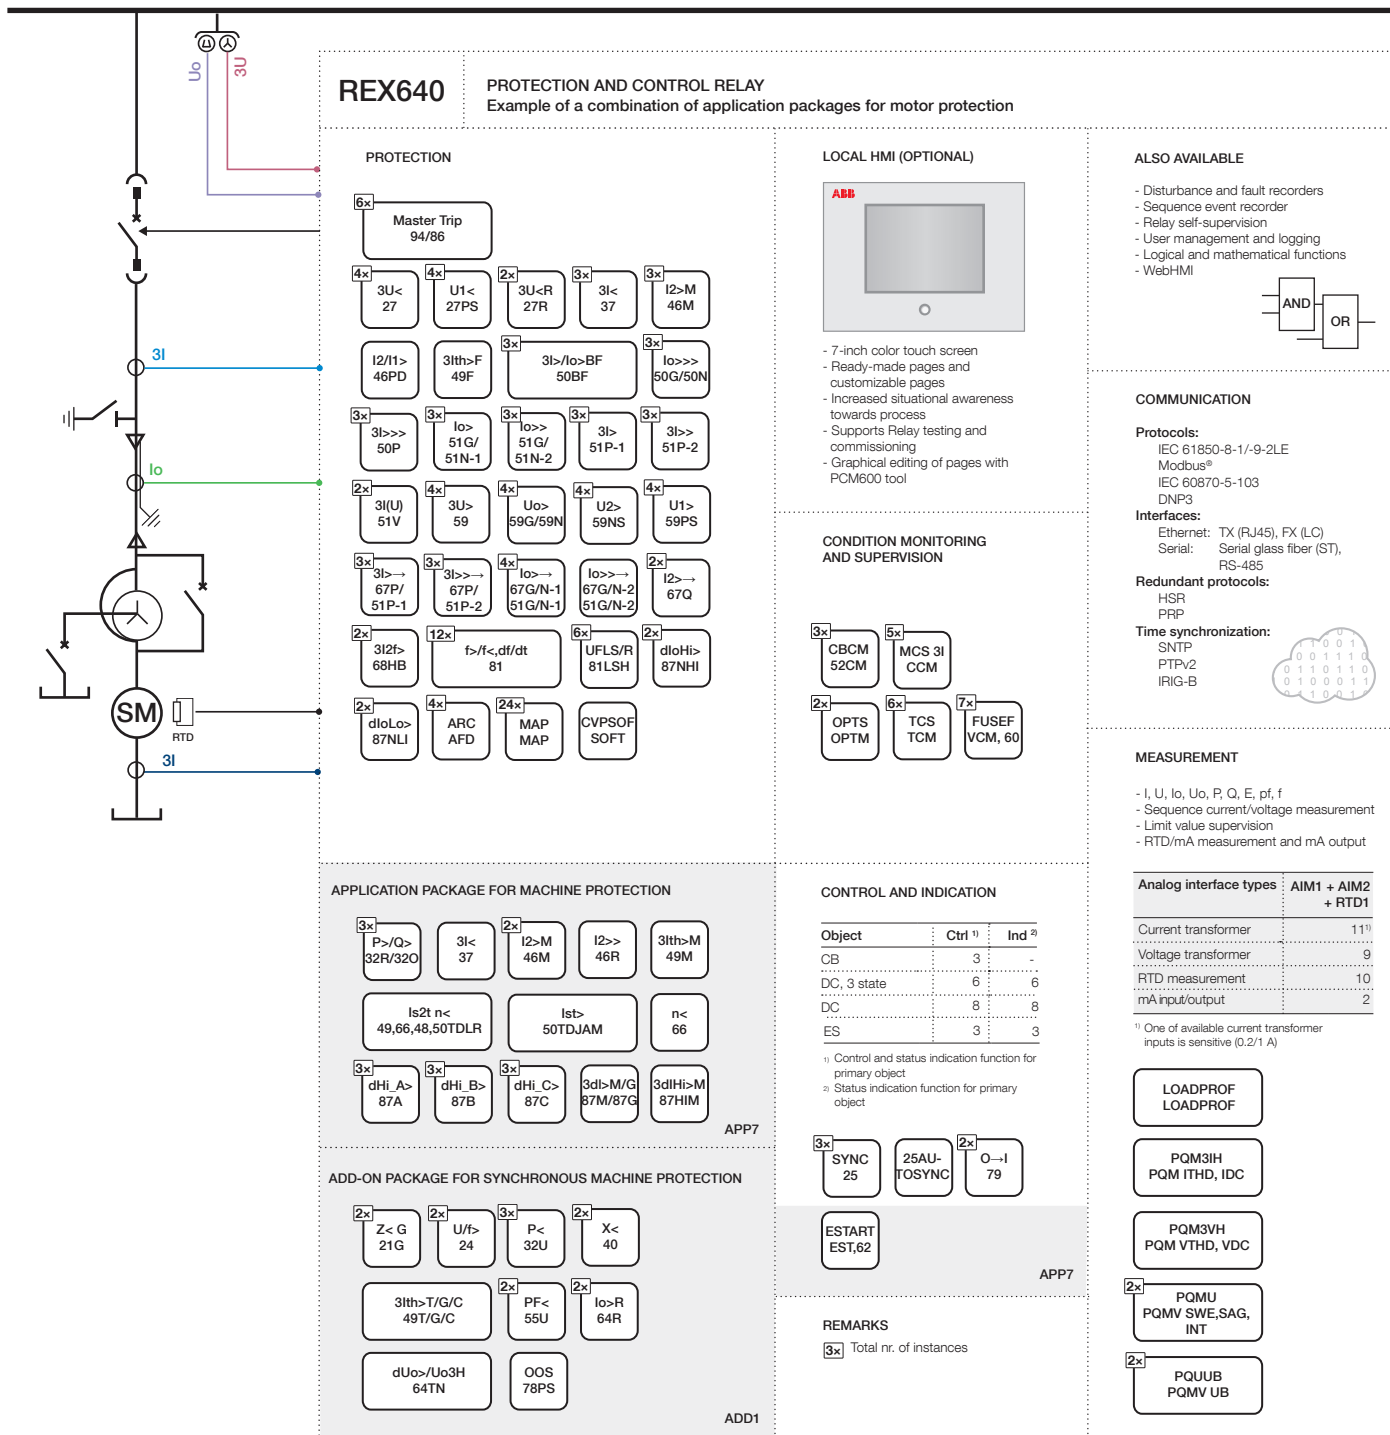 Uo
3U
REX640
PROTECTION AND CONTROL RELAY
Example of a combination of application packages for motor protection
3I
Io
SM
RTD
3I
PROTECTION
6×
Master Trip
94/86
4×
3U<
27
4×
U1<
27PS
2×
3U<R
27R
3×
3I<
37
3×
I2>M
46M
I2/I1>
46PD
3Ith>F
49F
3×
3I>/Io>BF
50BF
3×
Io>>>
50G/50N
3×
3I>>>
50P
3×
Io>
51G/
51N-1
3×
Io>>
51G/
51N-2
3×
3I>
51P-1
3×
3I>>
51P-2
2×
3I(U)
51V
4×
3U>
59
4×
Uo>
59G/59N
4×
U2>
59NS
4×
U1>
59PS
3×
3I>→
67P/
51P-1
3×
3I>>→
67P/
51P-2
4×
Io>→
67G/N-1
51G/N-1
Io>>→
67G/N-2
51G/N-2
2×
I2>→
67Q
2×
3I2f>
68HB
12×
f>/f<,df/dt
81
6×
UFLS/R
81LSH
2×
dIoHi>
87NHI
2×
dIoLo>
87NLI
4×
ARC
AFD
24×
MAP
MAP
CVPSOF
SOFT
APPLICATION PACKAGE FOR MACHINE PROTECTION
3×
P>/Q>
32R/32O
3I<
37
2×
I2>M
46M
I2>>
46R
3Ith>M
49M
Is2t n<
49,66,48,50TDLR
Ist>
50TDJAM
n<
66
3×
dHi_A>
87A
3×
dHi_B>
87B
3×
dHi_C>
87C
3dI>M/G
87M/87G
3dIHi>M
87HIM
APP7
ADD-ON PACKAGE FOR SYNCHRONOUS MACHINE PROTECTION
2×
Z< G
21G
2×
U/f>
24
3×
P<
32U
2×
X<
40
3Ith>T/G/C
49T/G/C
2×
PF<
55U
2×
Io>R
64R
dUo>/Uo3H
64TN
OOS
78PS
ADD1
LOCAL HMI (OPTIONAL)
ABB
- 7-inch color touch screen
- Ready-made pages and
customizable pages
- Increased situational awareness
towards process
- Supports Relay testing and
commissioning
- Graphical editing of pages with
PCM600 tool
CONDITION MONITORING
AND SUPERVISION
3×
CBCM
52CM
5×
MCS 3I
CCM
2×
OPTS
OPTM
6×
TCS
TCM
7×
FUSEF
VCM, 60
CONTROL AND INDICATION
Object Ctrl 1) Ind 2)
CB 3 -
DC, 3 state 6 6
DC 8 8
ES 3 3
1) Control and status indication function for
primary object
2) Status indication function for primary
object
3×
SYNC
25
25AU-
TOSYNC
2×
O→I
79
ESTART
EST,62
APP7
REMARKS
3× Total nr. of instances
ALSO AVAILABLE
- Disturbance and fault recorders
- Sequence event recorder
- Relay self-supervision
- User management and logging
- Logical and mathematical functions
- WebHMI
AND
OR
COMMUNICATION
Protocols:
IEC 61850-8-1/-9-2LE
Modbus®
IEC 60870-5-103
DNP3
Interfaces:
Ethernet: TX (RJ45), FX (LC)
Serial: Serial glass fiber (ST),
RS-485
Redundant protocols:
HSR
PRP
Time synchronization:
SNTP
PTPv2
IRIG-B
MEASUREMENT
- I, U, Io, Uo, P, Q, E, pf, f
- Sequence current/voltage measurement
- Limit value supervision
- RTD/mA measurement and mA output
Analog interface types AIM1 + AIM2
+ RTD1
Current transformer 11 1)
Voltage transformer 9
RTD measurement 10
mA input/output 2
1) One of available current transformer
inputs is sensitive (0.2/1 A)
LOADPROF
LOADPROF
PQM3IH
PQM ITHD, IDC
PQM3VH
PQM VTHD, VDC
2×
PQMU
PQMV SWE,SAG,
INT
2×
PQUUB
PQMV UB